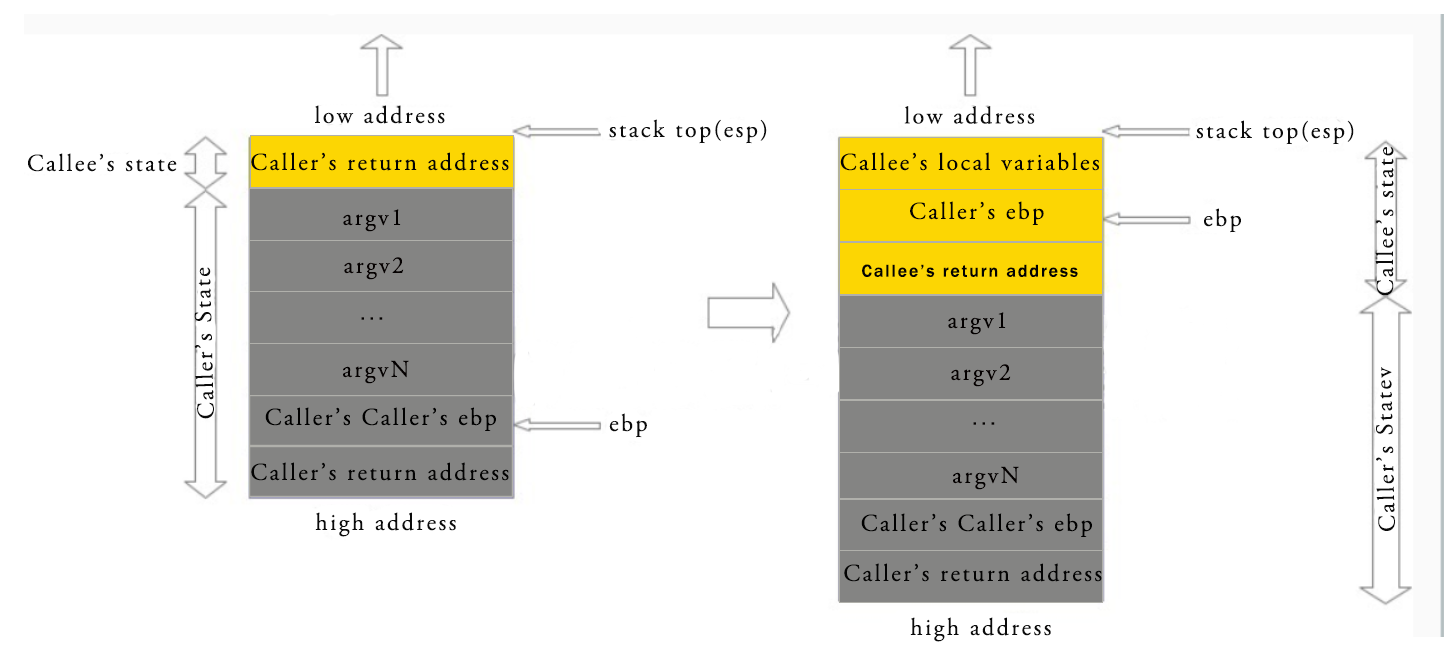 low address
stack top(esp)
Callee's state
Caller's return address
argv1
argv2
...
argvN
Caller's Caller's ebp
ebp
Caller's return address
Caller's State
high address
low address
stack top(esp)
Callee's local variables
Caller's ebp
ebp
Callee's return address
argv1
argv2
...
argvN
Caller's Caller's ebp
Caller's return address
high address
Callee's state
Caller's Statev